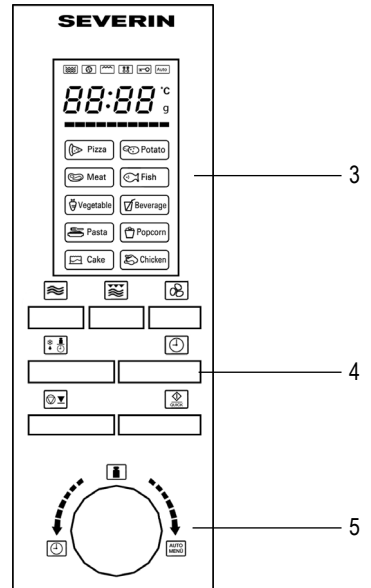 SEVERIN
Auto
88:88 °C
g
Pizza Potato
Meat Fish
Vegetable Beverage
Pasta Popcorn
Cake Chicken
QUICK
AUTO
MENÜ
3
4
5